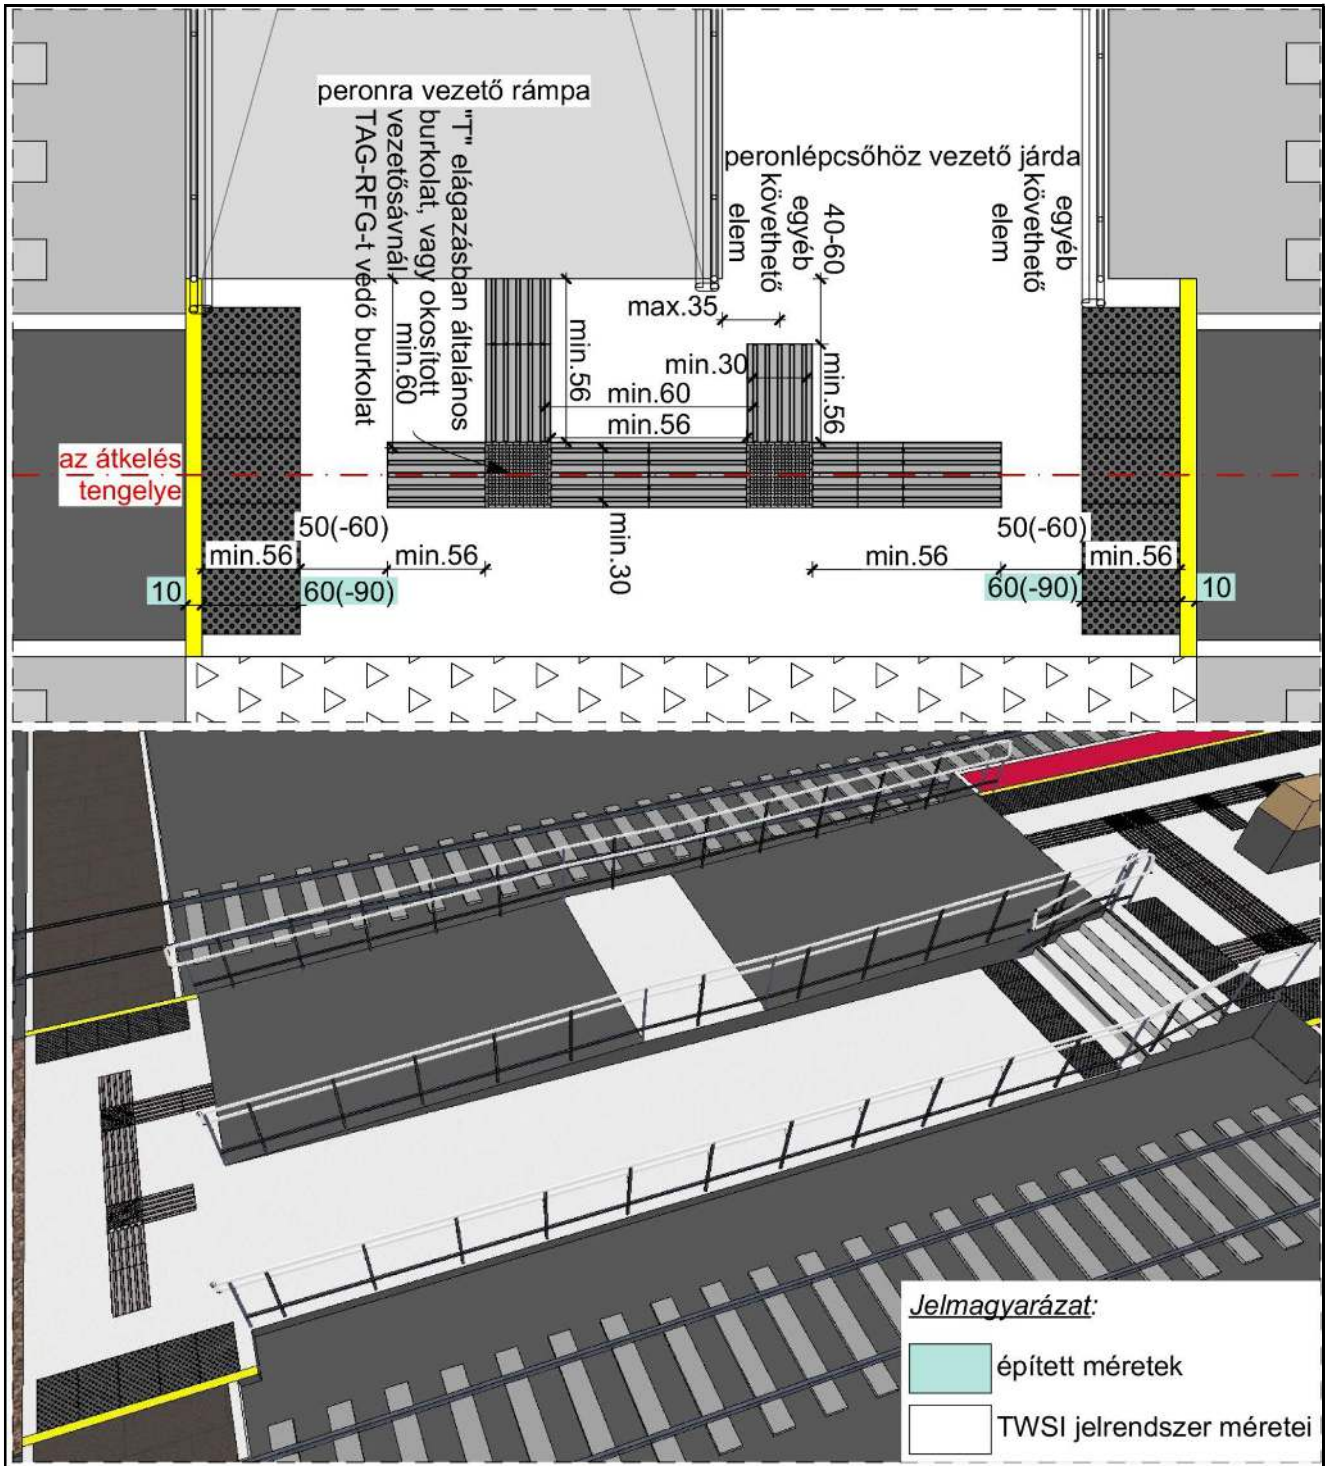 peronra vezető rámpa
"T" elágazásban általános
burkolat, vagy okosított
vezetősávnál
TAG-RFG-t védő burkolat
peronlépcsőhöz vezető járda
egyéb
követhető
elem
egyéb
követhető
elem
40-60
max.35
min.60
min.56
min.30
min.60
min.56
min.56
az átkelés
tengelye
50(-60)
50(-60)
min.56
min.56
min.30
min.56
min.56
10
60(-90)
60(-90)
10
Jelmagyarázat:
épített méretek
TWSI jelrendszer méretei